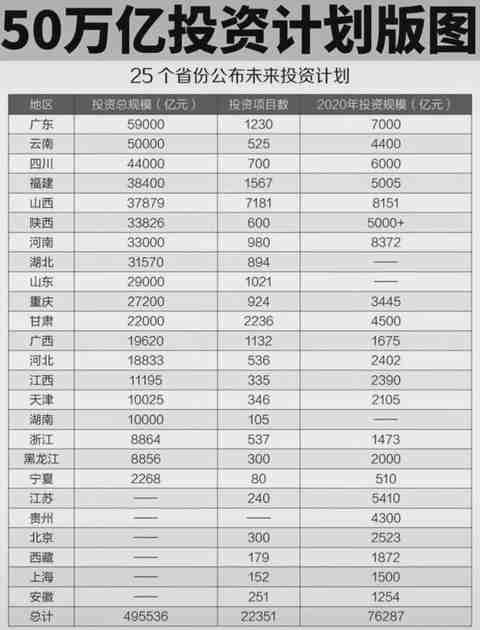 50万亿投资计划版图
25个省份公布未来投资计划
地区 投资总规模（亿元） 投资项目数 2020年投资规模（亿元）
广东 59000 1230 7000
云南 50000 525 4400
四川 44000 700 6000
福建 38400 1567 5005
山西 37879 7181 8151
陕西 33826 600 5000+
河南 33000 980 8372
湖北 31570 894 ——
山东 29000 1021 ——
重庆 27200 924 3445
甘肃 22000 2236 4500
广西 19620 1132 1675
河北 18833 536 2402
江西 11195 335 2390
天津 10025 346 2105
湖南 10000 105 ——
浙江 8864 537 1473
黑龙江 8856 300 2000
宁夏 2268 80 510
江苏 —— 240 5410
贵州 —— —— 4300
北京 —— 300 2523
西藏 —— 179 1872
上海 —— 152 1500
安徽 —— 251 1254
总计 495536 22351 76287